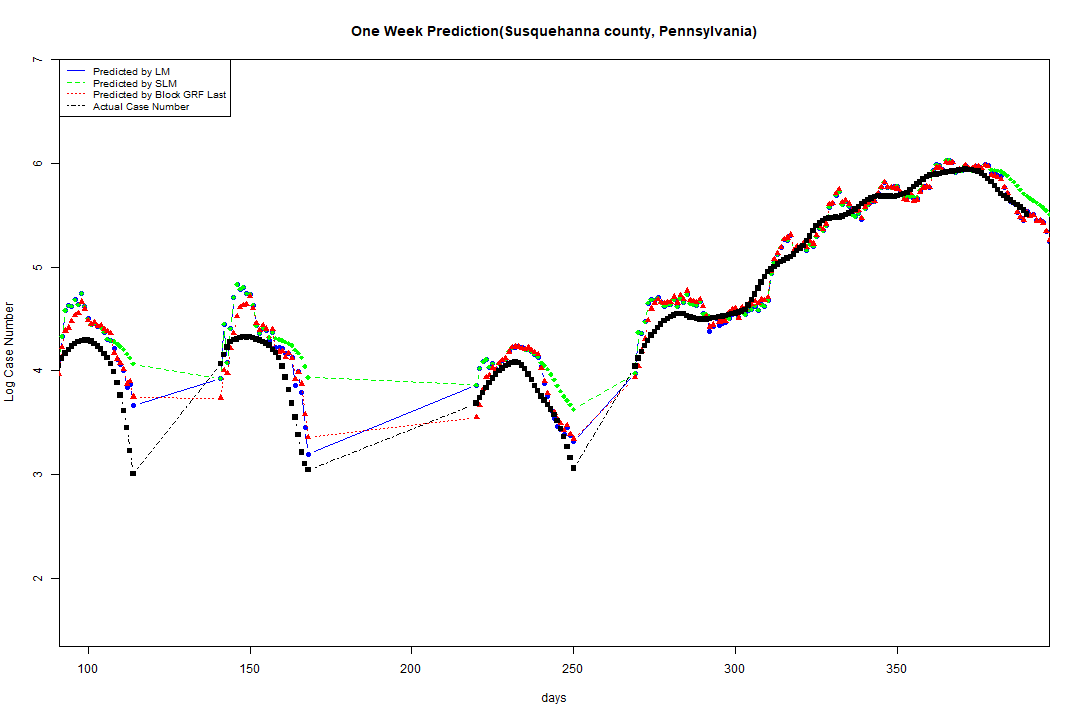 One Week Prediction(Susquehanna county, Pennsylvania)
Predicted by LM
Predicted by SLM
Predicted by Block GRF Last
Actual Case Number
7
6
5
4
3
2
Log Case Number
100 150 200 250 300 350
days